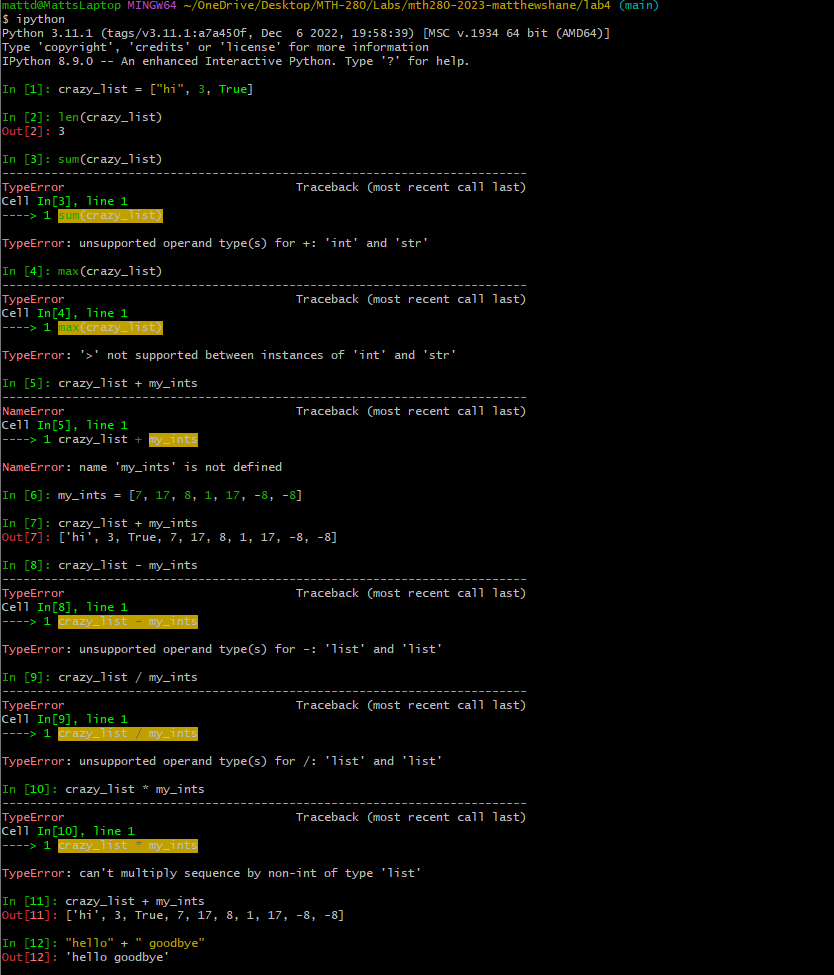 mattd@MattsLaptop MINGW64 ~/OneDrive/Desktop/MTH-280/Labs/mth280-2023-matthewshane/lab4 (main)
$ ipython
Python 3.11.1 (tags/v3.11.1:a7a450f, Dec  6 2022, 19:58:39) [MSC v.1934 64 bit (AMD64)]
Type 'copyright', 'credits' or 'license' for more information
IPython 8.9.0 -- An enhanced Interactive Python. Type '?' for help.
In [1]: crazy_list = ["hi", 3, True]
In [2]: len(crazy_list)
Out[2]: 3
In [3]: sum(crazy_list)
---------------------------------------------------------------------------
TypeError                                 Traceback (most recent call last)
Cell In[3], line 1
----> 1 sum(crazy_list)
TypeError: unsupported operand type(s) for +: 'int' and 'str'
In [4]: max(crazy_list)
---------------------------------------------------------------------------
TypeError                                 Traceback (most recent call last)
Cell In[4], line 1
----> 1 max(crazy_list)
TypeError: '>' not supported between instances of 'int' and 'str'
In [5]: crazy_list + my_ints
---------------------------------------------------------------------------
NameError                                 Traceback (most recent call last)
Cell In[5], line 1
----> 1 crazy_list + my_ints
NameError: name 'my_ints' is not defined
In [6]: my_ints = [7, 17, 8, 1, 17, -8, -8]
In [7]: crazy_list + my_ints
Out[7]: ['hi', 3, True, 7, 17, 8, 1, 17, -8, -8]
In [8]: crazy_list - my_ints
---------------------------------------------------------------------------
TypeError                                 Traceback (most recent call last)
Cell In[8], line 1
----> 1 crazy_list - my_ints
TypeError: unsupported operand type(s) for -: 'list' and 'list'
In [9]: crazy_list / my_ints
---------------------------------------------------------------------------
TypeError                                 Traceback (most recent call last)
Cell In[9], line 1
----> 1 crazy_list / my_ints
TypeError: unsupported operand type(s) for /: 'list' and 'list'
In [10]: crazy_list * my_ints
---------------------------------------------------------------------------
TypeError                                 Traceback (most recent call last)
Cell In[10], line 1
----> 1 crazy_list * my_ints
TypeError: can't multiply sequence by non-int of type 'list'
In [11]: crazy_list + my_ints
Out[11]: ['hi', 3, True, 7, 17, 8, 1, 17, -8, -8]
In [12]: "hello" + " goodbye"
Out[12]: 'hello goodbye'